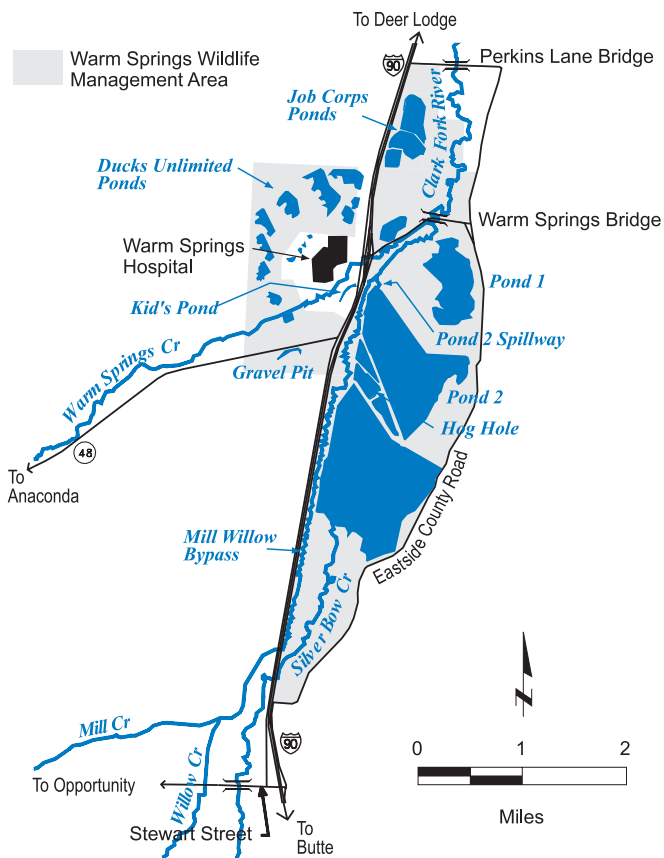 To Deer Lodge
Warm Springs Wildlife
Management Area
90
Perkins Lane Bridge
Job Corps
Ponds
Clark Fork River
Ducks Unlimited
Ponds
Warm Springs Bridge
Warm Springs
Hospital
Pond 1
Kid's Pond
Pond 2 Spillway
Warm Springs Cr
Gravel Pit
Pond 2
Hog Hole
48
To
Anaconda
Eastside County Road
Mill Willow
Bypass
Silver Bow Cr
N
Mill Cr
90
0 1 2
Miles
To Opportunity
Willow Cr
Stewart Street
To
Butte